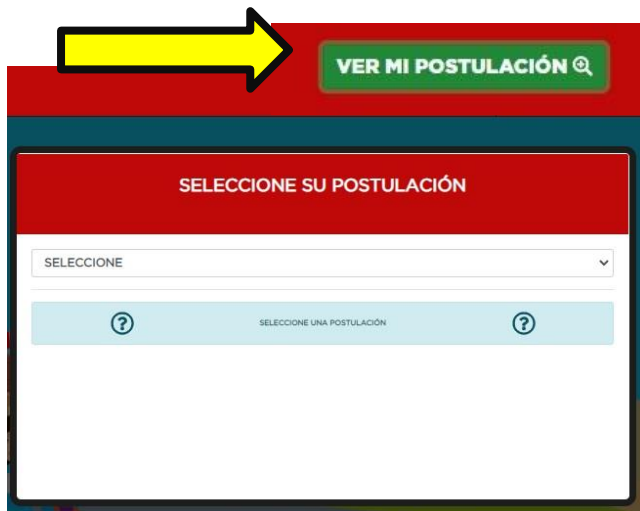 VER MI POSTULACIÓN
SELECCIONE SU POSTULACIÓN
SELECCIONE
SELECCIONE UNA POSTULACIÓN